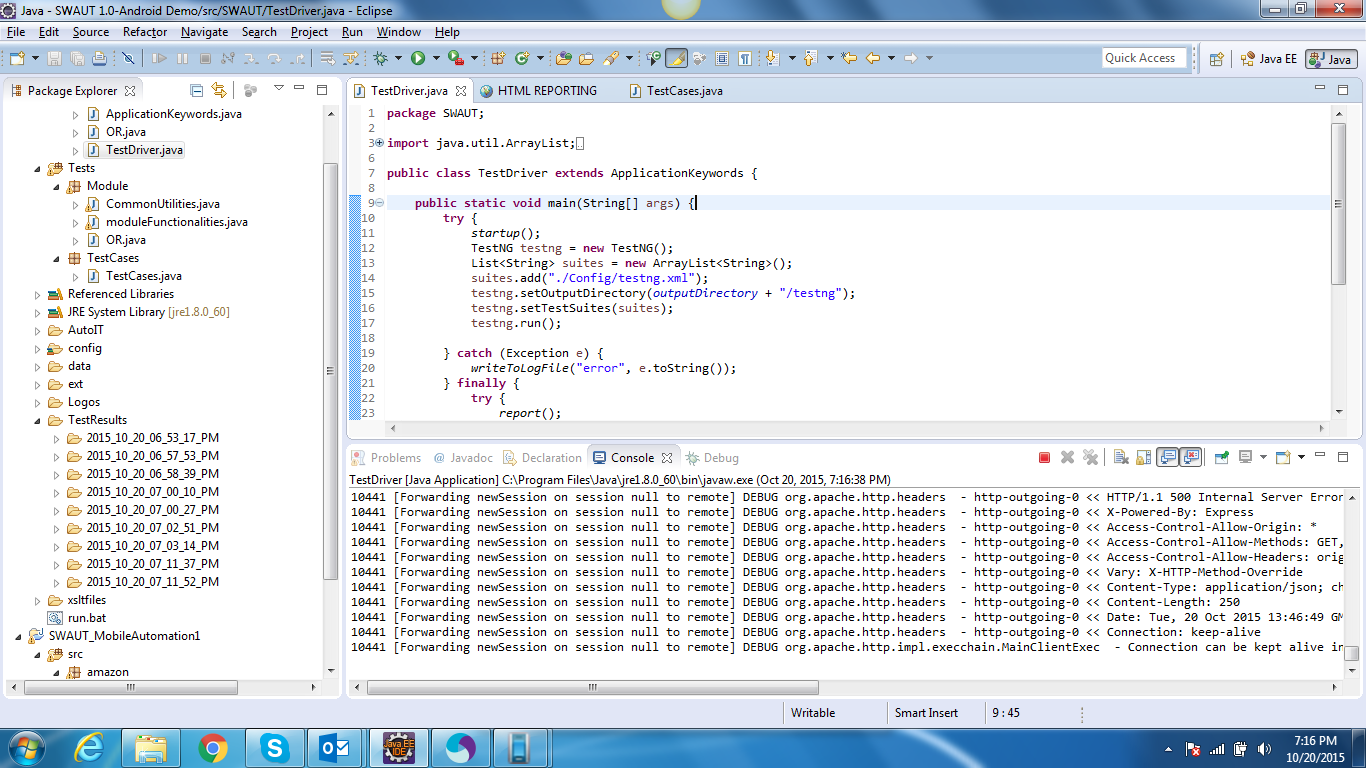 Java - SWAUT 1.0-Android Demo/src/SWAUT/TestDriver.java - Eclipse
File Edit Source Refactor Navigate Search Project Run Window Help
Quick Access
Java EE
Java
Package Explorer
ApplicationKeywords.java
OR.java
TestDriver.java
Tests
Module
CommonUtilities.java
moduleFunctionalities.java
OR.java
TestCases
TestCases.java
Referenced Libraries
JRE System Library [jre1.8.0_60]
AutoIT
config
data
ext
Logos
TestResults
2015_10_20_06_53_17_PM
2015_10_20_06_57_53_PM
2015_10_20_06_58_39_PM
2015_10_20_07_00_10_PM
2015_10_20_07_00_27_PM
2015_10_20_07_02_51_PM
2015_10_20_07_03_14_PM
2015_10_20_07_11_37_PM
2015_10_20_07_11_52_PM
xsltfiles
run.bat
SWAUT_MobileAutomation1
src
amazon
TestDriver.java HTML REPORTING TestCases.java
1 package SWAUT;
2
3 import java.util.ArrayList;
6
7 public class TestDriver extends ApplicationKeywords {
8
9 public static void main(String[] args) {
10 try {
11 startup();
12 TestNG testng = new TestNG();
13 List<String> suites = new ArrayList<String>();
14 suites.add("./Config/testng.xml");
15 testng.setOutputDirectory(outputDirectory + "/testng");
16 testng.setTestSuites(suites);
17 testng.run();
18
19 } catch (Exception e) {
20 writeToLogFile("error", e.toString());
21 } finally {
22 try {
23 report();
Problems @ Javadoc Declaration Console Debug
TestDriver [Java Application] C:\Program Files\Java\jre1.8.0_60\bin\javaw.exe (Oct 20, 2015, 7:16:38 PM)
10441 [Forwarding newSession on session null to remote] DEBUG org.apache.http.headers - http-outgoing-0 << HTTP/1.1 500 Internal Server Error
10441 [Forwarding newSession on session null to remote] DEBUG org.apache.http.headers - http-outgoing-0 << X-Powered-By: Express
10441 [Forwarding newSession on session null to remote] DEBUG org.apache.http.headers - http-outgoing-0 << Access-Control-Allow-Origin: *
10441 [Forwarding newSession on session null to remote] DEBUG org.apache.http.headers - http-outgoing-0 << Access-Control-Allow-Methods: GET,
10441 [Forwarding newSession on session null to remote] DEBUG org.apache.http.headers - http-outgoing-0 << Access-Control-Allow-Headers: orig
10441 [Forwarding newSession on session null to remote] DEBUG org.apache.http.headers - http-outgoing-0 << Vary: X-HTTP-Method-Override
10441 [Forwarding newSession on session null to remote] DEBUG org.apache.http.headers - http-outgoing-0 << Content-Type: application/json; ch
10441 [Forwarding newSession on session null to remote] DEBUG org.apache.http.headers - http-outgoing-0 << Content-Length: 250
10441 [Forwarding newSession on session null to remote] DEBUG org.apache.http.headers - http-outgoing-0 << Date: Tue, 20 Oct 2015 13:46:49 GM
10441 [Forwarding newSession on session null to remote] DEBUG org.apache.http.headers - http-outgoing-0 << Connection: keep-alive
10441 [Forwarding newSession on session null to remote] DEBUG org.apache.http.impl.execchain.MainClientExec - Connection can be kept alive in
Writable Smart Insert 9 : 45
Java EE
IDE
7:16 PM
10/20/2015